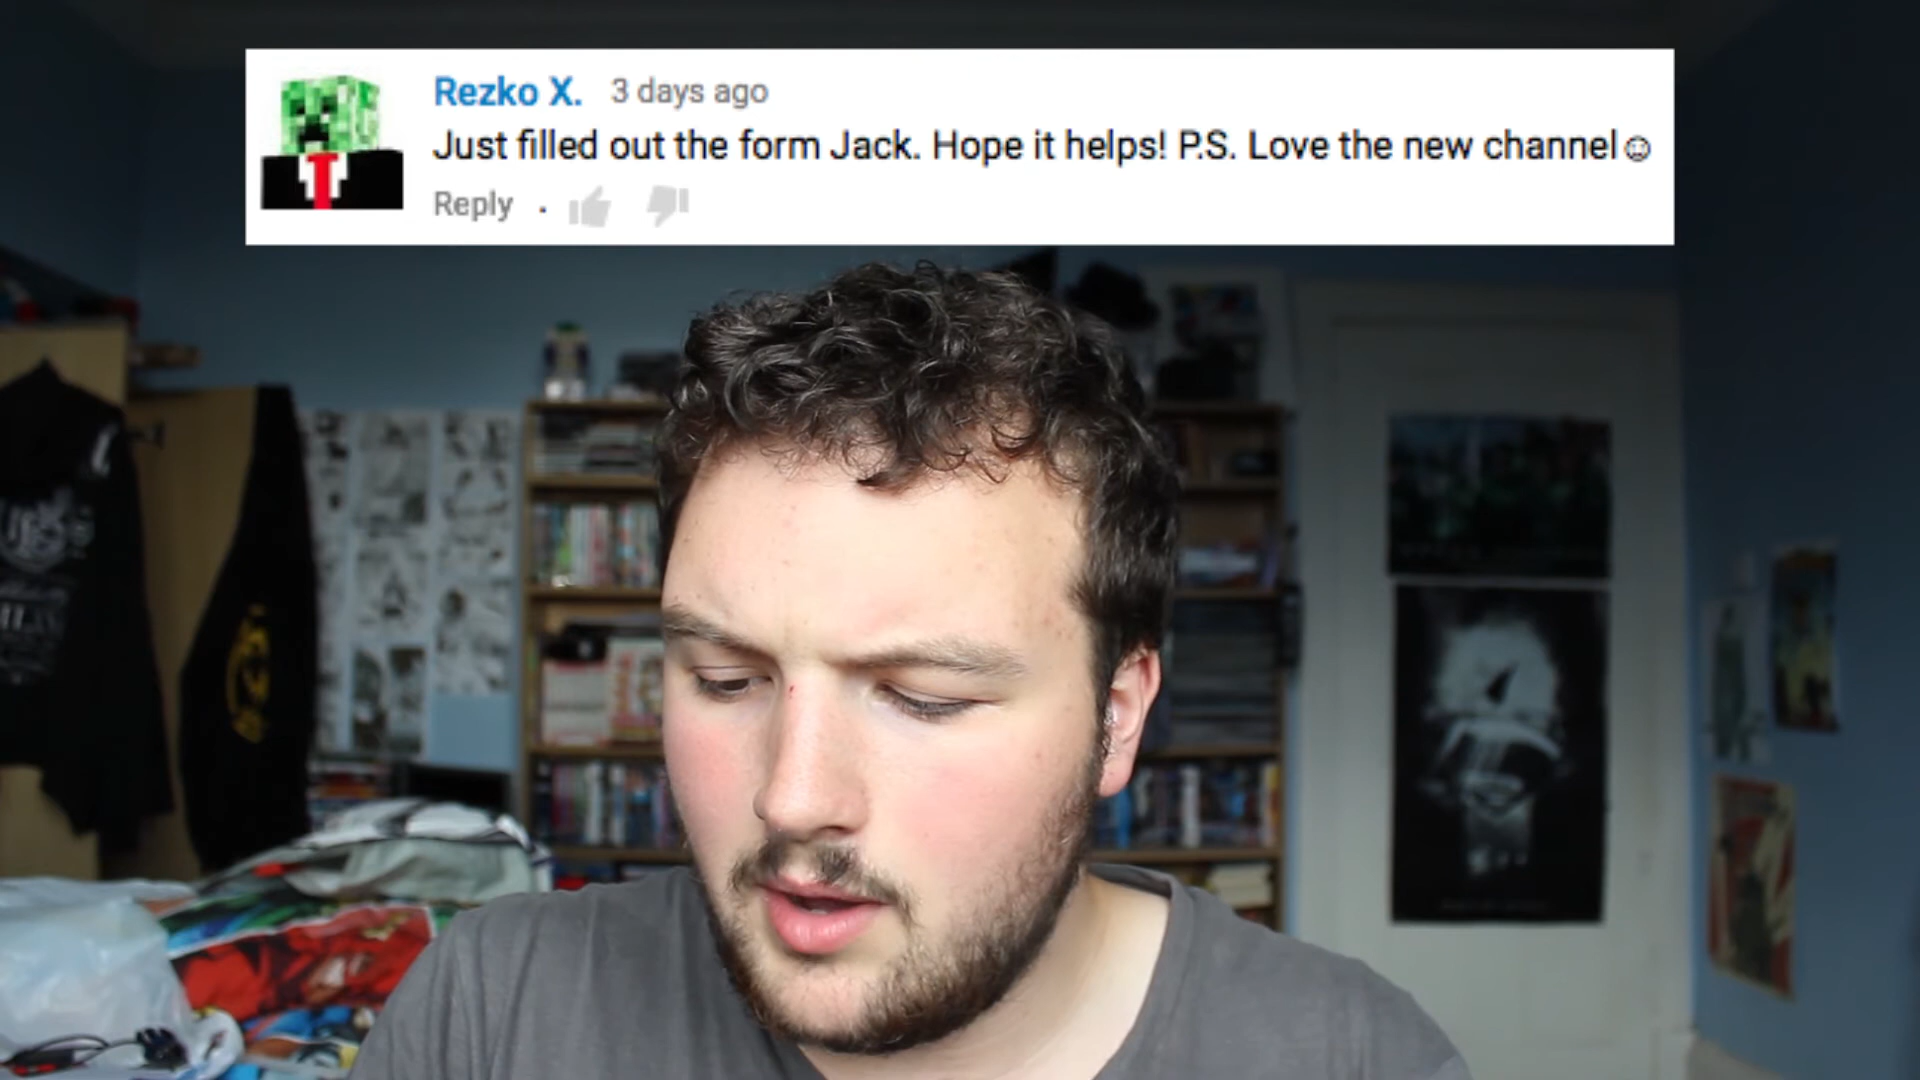 Rezko X. 3 days ago
Just filled out the form Jack. Hope it helps! P.S. Love the new channel☺
Reply .